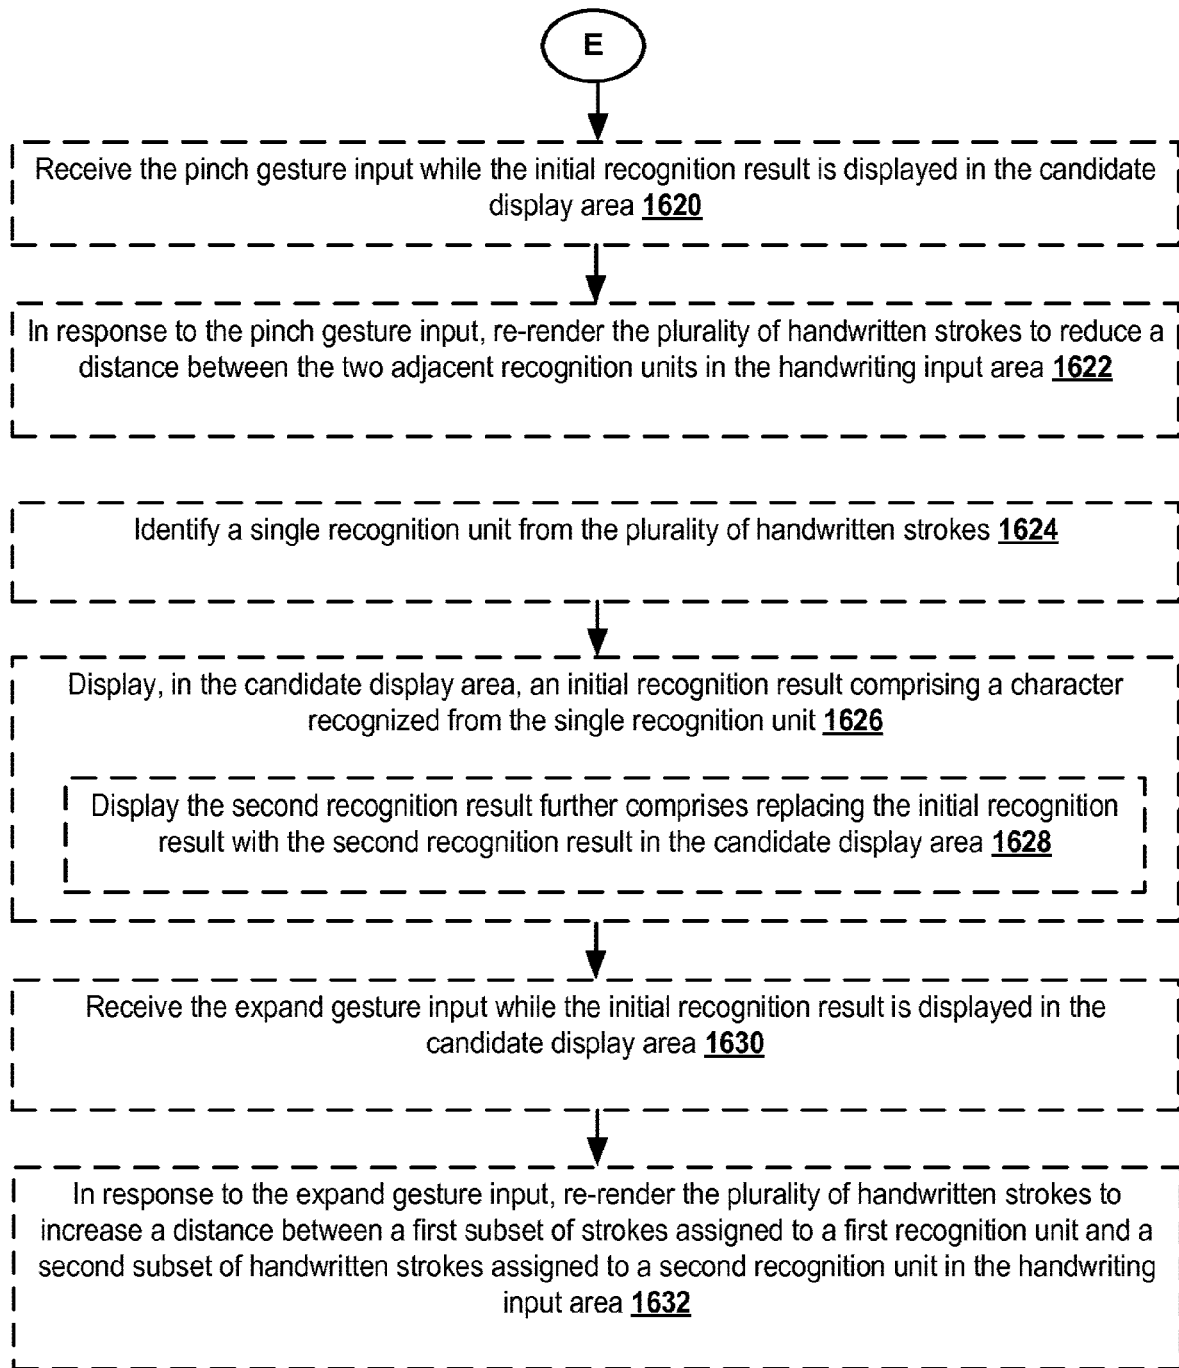 E
Receive the pinch gesture input while the initial recognition result is displayed in the candidate
display area 1620
In response to the pinch gesture input, re-render the plurality of handwritten strokes to reduce a
distance between the two adjacent recognition units in the handwriting input area 1622
Identify a single recognition unit from the plurality of handwritten strokes 1624
Display, in the candidate display area, an initial recognition result comprising a character
recognized from the single recognition unit 1626
Display the second recognition result further comprises replacing the initial recognition
result with the second recognition result in the candidate display area 1628
Receive the expand gesture input while the initial recognition result is displayed in the
candidate display area 1630
In response to the expand gesture input, re-render the plurality of handwritten strokes to
increase a distance between a first subset of strokes assigned to a first recognition unit and a
second subset of handwritten strokes assigned to a second recognition unit in the handwriting
input area 1632